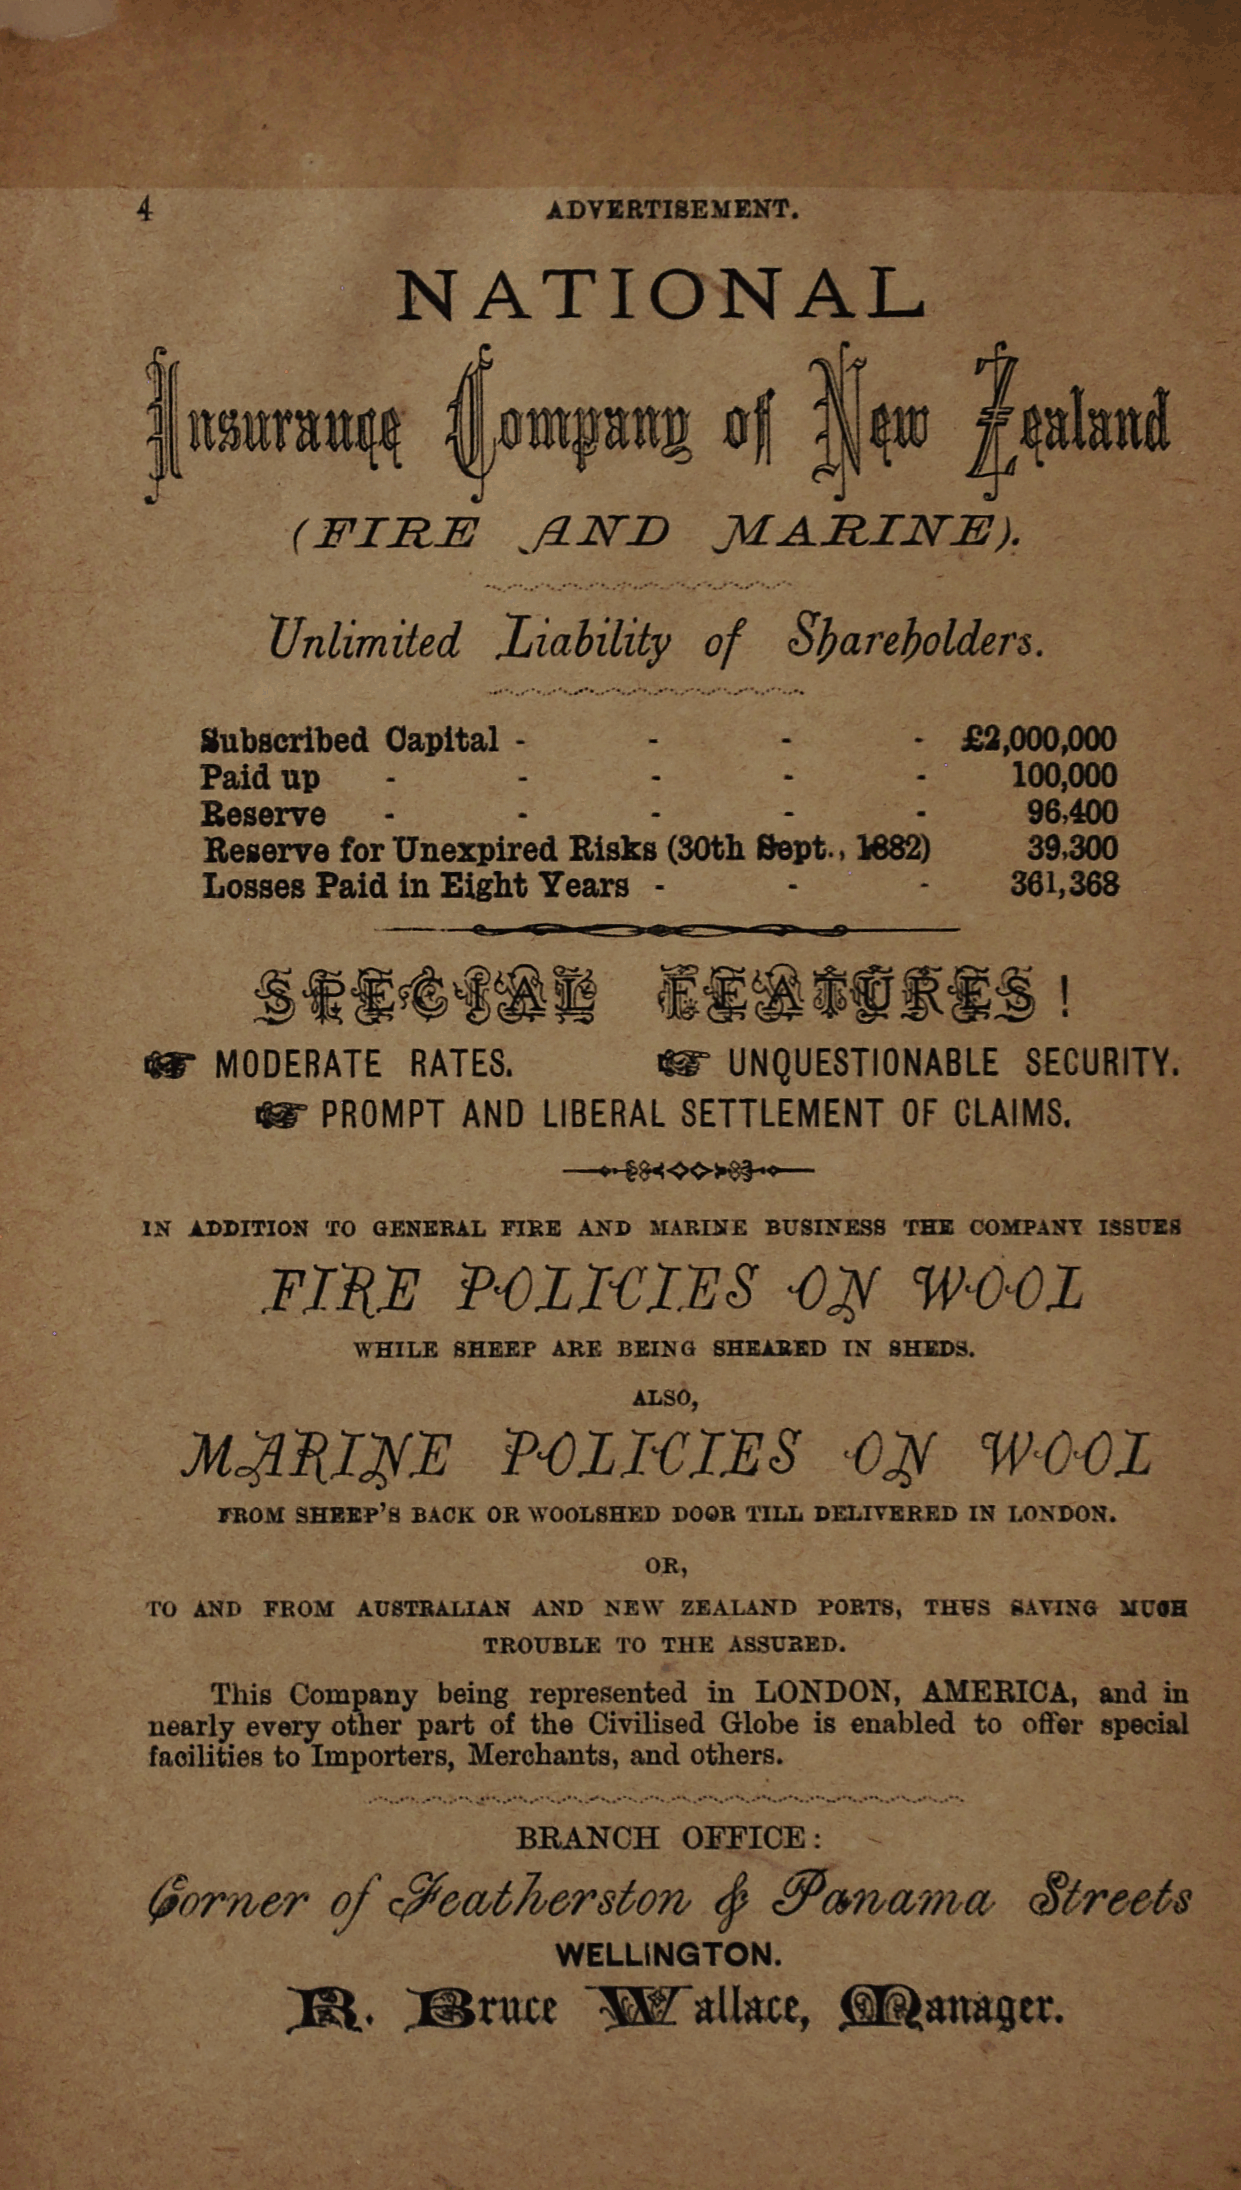 4 ADVERTISEMENT.
NATIONAL
Insurance Company of New Zealand
(FIRE AND MARINE).
Unlimited Liability of Shareholders.
Subscribed Capital - - - - £2,000,000
Paid up - - - - - 100,000
Reserve - - - - - 96,400
Reserve for Unexpired Risks (30th Sept., 1882) 39,300
Losses Paid in Eight Years - - - 361,368
SPECIAL FEATURES!
☞ MODERATE RATES. ☞ UNQUESTIONABLE SECURITY.
☞ PROMPT AND LIBERAL SETTLEMENT OF CLAIMS.
IN ADDITION TO GENERAL FIRE AND MARINE BUSINESS THE COMPANY ISSUES
FIRE POLICIES ON WOOL
WHILE SHEEP ARE BEING SHEARED IN SHEDS.
ALSO,
MARINE POLICIES ON WOOL
FROM SHEEP'S BACK OR WOOLSHED DOOR TILL DELIVERED IN LONDON.
OR,
TO AND FROM AUSTRALIAN AND NEW ZEALAND PORTS, THUS SAVING MUCH
TROUBLE TO THE ASSURED.
This Company being represented in LONDON, AMERICA, and in
nearly every other part of the Civilised Globe is enabled to offer special
facilities to Importers, Merchants, and others.
BRANCH OFFICE:
Corner of Featherston & Panama Streets
WELLINGTON.
R. Bruce Wallace, Manager.